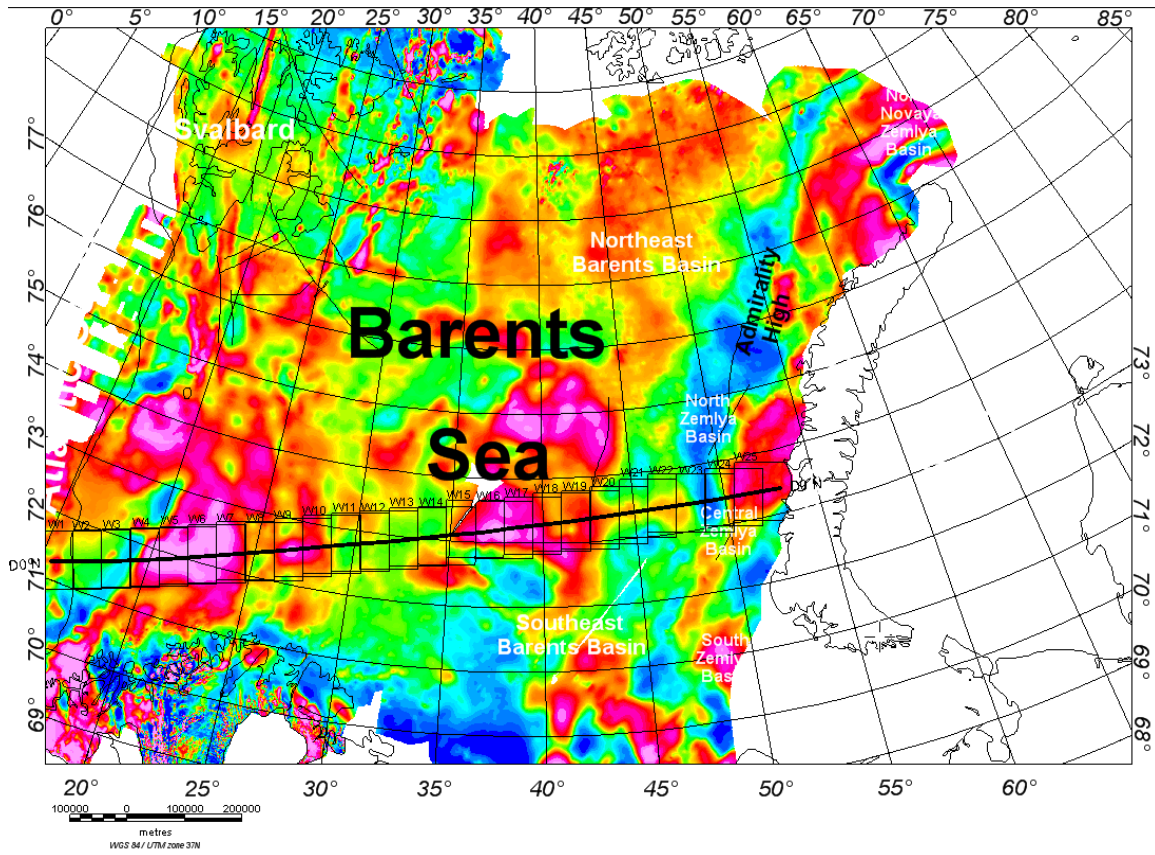 0° 5° 10° 15° 20° 25° 30° 35° 40° 45° 50° 55° 60° 65° 70° 75° 80° 85°
77°
76°
75°
74°
73°
72°
71°
70°
69°
Svalbard
Novaya
Zemlya
Basin
Northeast
Barents Basin
Admirality
High
Barents
Sea
North
Zemlya
Basin
W1 W2 W3 W4 W5 W6 W7 W8 W9 W10 W11 W12 W13 W14 W15 W16 W17 W18 W19 W20 W21 W22 W23 W24 W25
Central
Zemlya
Basin
Southeast
Barents Basin
South
73°
72°
71°
70°
69°
68°
20° 25° 30° 35° 40° 45° 50° 55° 60°
100000 0 100000 200000
metres
WGS 84 / UTM zone 37N